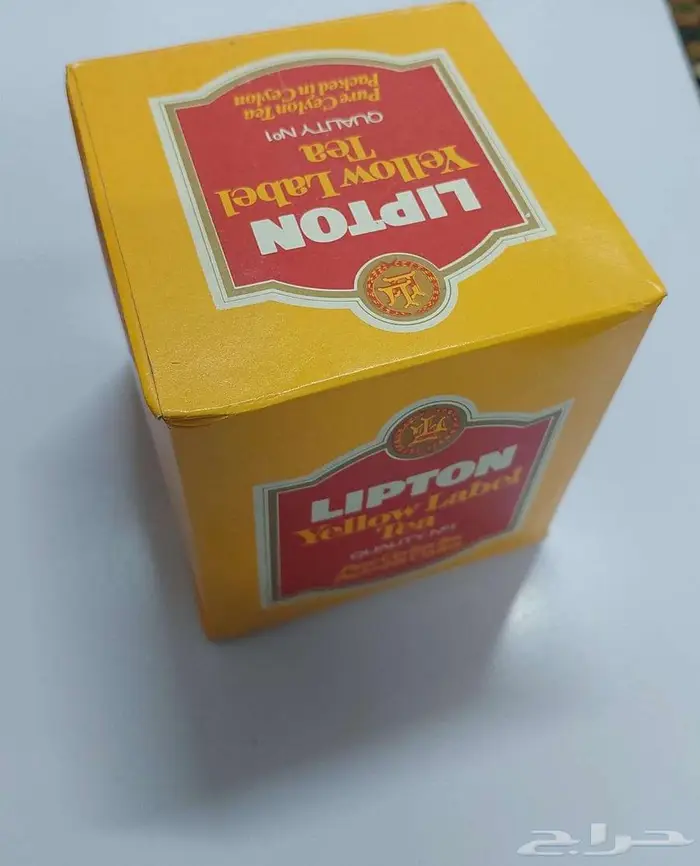 Pure Ceylon Tea
Packed in Ceylon
QUALITY Nº1
Tea
Yellow Label
LIPTON
LIPTON
Yellow Label
Tea
QUALITY Nº1
حراج